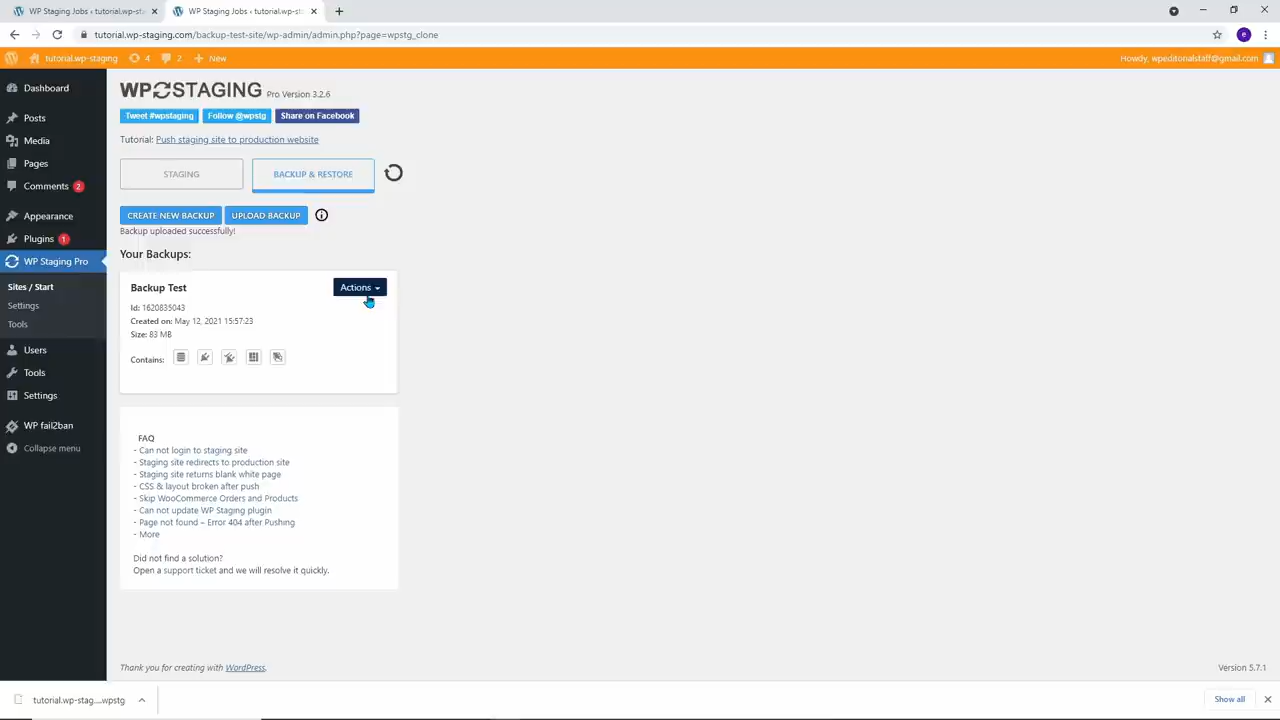 WP Staging Jobs ‹ tutorial.wp-st
WP Staging Jobs ‹ tutorial.wp-st
tutorial.wp-staging.com/backup-test-site/wp-admin/admin.php?page=wpstg_clone
e
tutorial.wp-staging
4
2
New
Howdy, wpeditorialstaff@gmail.com
Dashboard
Posts
Media
Pages
Comments 2
Appearance
Plugins 1
WP Staging Pro
Sites / Start
Settings
Tools
Users
Tools
Settings
WP fail2ban
Collapse menu
WP STAGING Pro Version 3.2.6
Tweet #wpstaging
Follow @wpstg
Share on Facebook
Tutorial: Push staging site to production website
STAGING
BACKUP & RESTORE
CREATE NEW BACKUP
UPLOAD BACKUP
Backup uploaded successfully!
Your Backups:
Backup Test
Actions
Id: 1620835043
Created on: May 12, 2021 15:57:23
Size: 83 MB
Contains:
FAQ
- Can not login to staging site
- Staging site redirects to production site
- Staging site returns blank white page
- CSS & layout broken after push
- Skip WooCommerce Orders and Products
- Can not update WP Staging plugin
- Page not found – Error 404 after Pushing
- More
Did not find a solution?
Open a support ticket and we will resolve it quickly.
Thank you for creating with WordPress.
Version 5.7.1
tutorial.wp-stag....wpstg
Show all